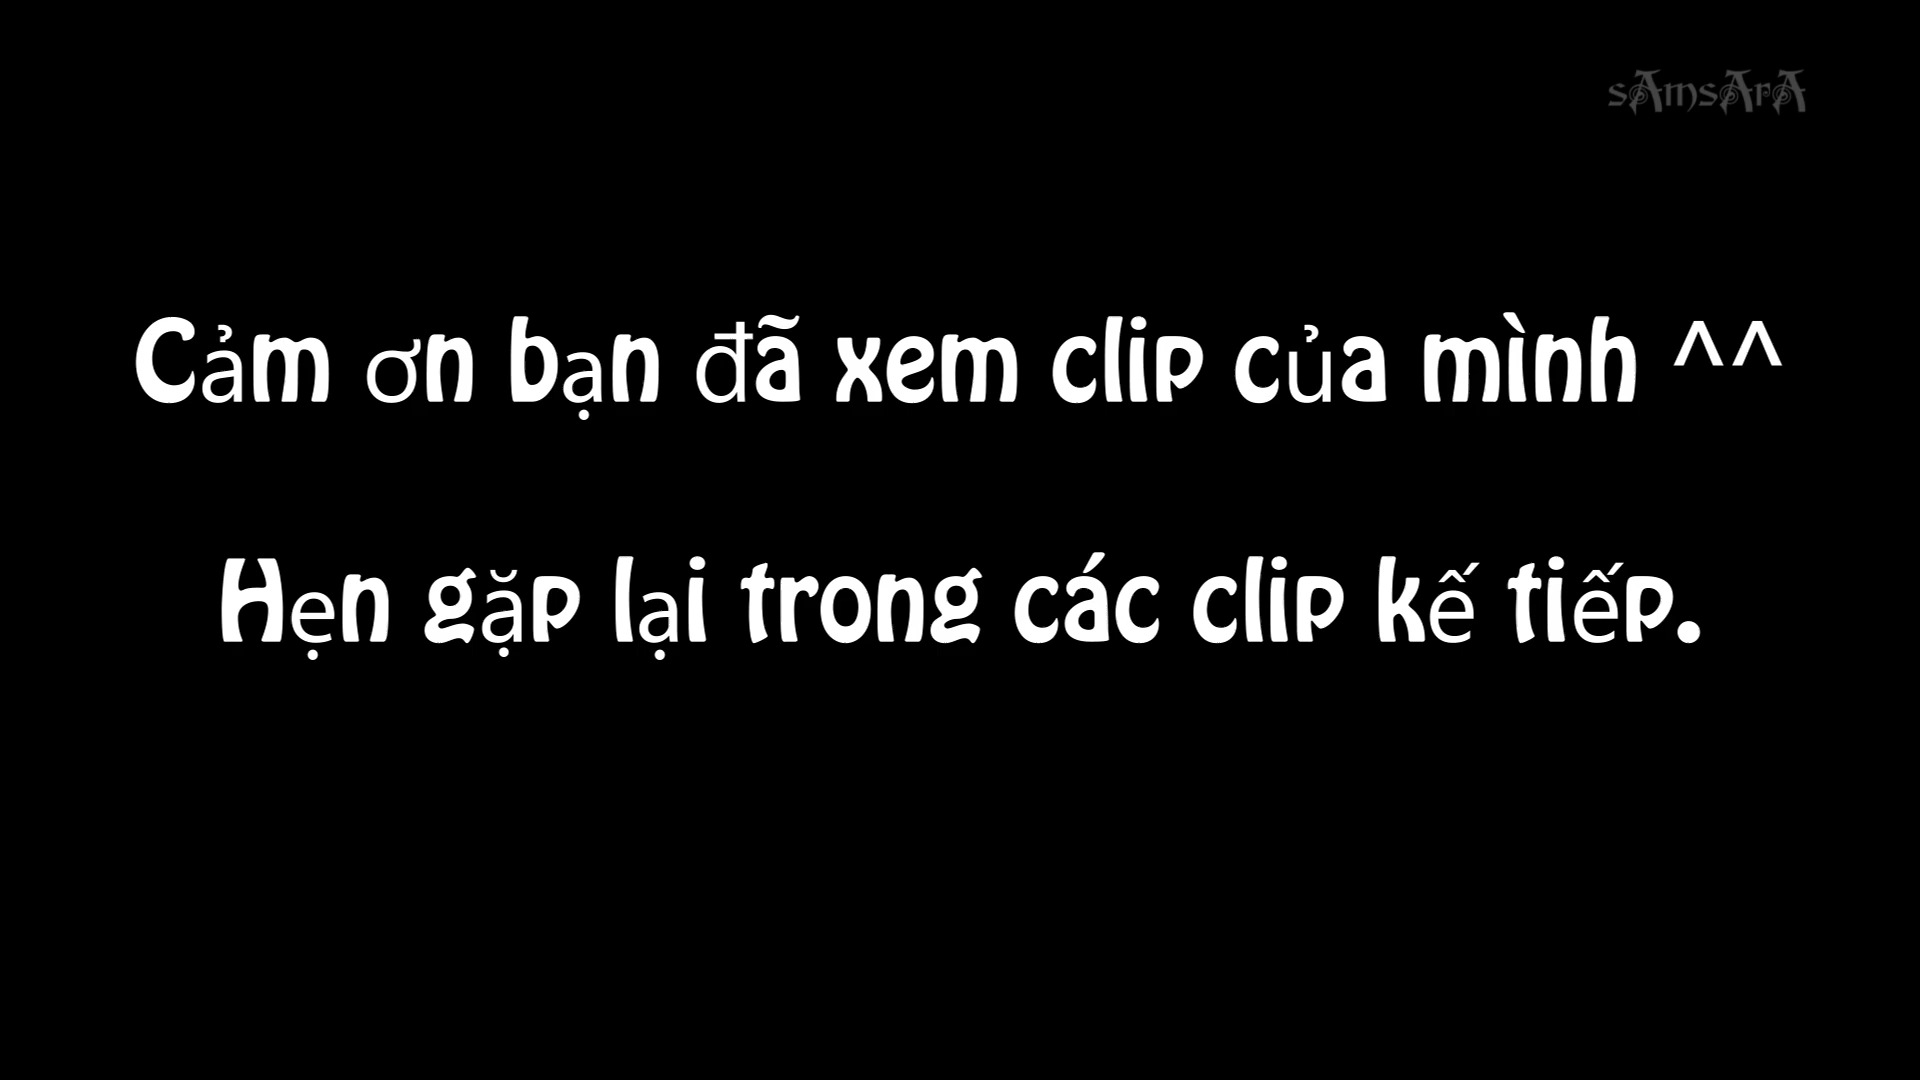 sAmsArA
Cảm ơn bạn đã xem clip của mình ^^
Hẹn gặp lại trong các clip kế tiếp.